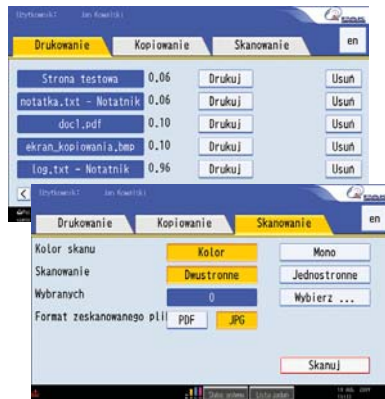 Użytkownik: Jan Kowalski
Drukowanie Kopiowanie Skanowanie en
Strona testowa 0.06 Drukuj Usuń
notatka.txt - Notatnik 0.06 Drukuj Usuń
doc1.pdf 0.10 Drukuj Usuń
ekran_kopiowania.bmp 0.10 Drukuj Usuń
log.txt - Notatnik 0.96 Drukuj Usuń
<
Użytkownik: Jan Kowalski
Drukowanie Kopiowanie Skanowanie en
Kolor skanu Kolor Mono
Skanowanie Dwustronne Jednostronne
Wybranych 0 Wybierz ...
Format zeskanowanego pli PDF JPG
Skanuj
Lista zadań